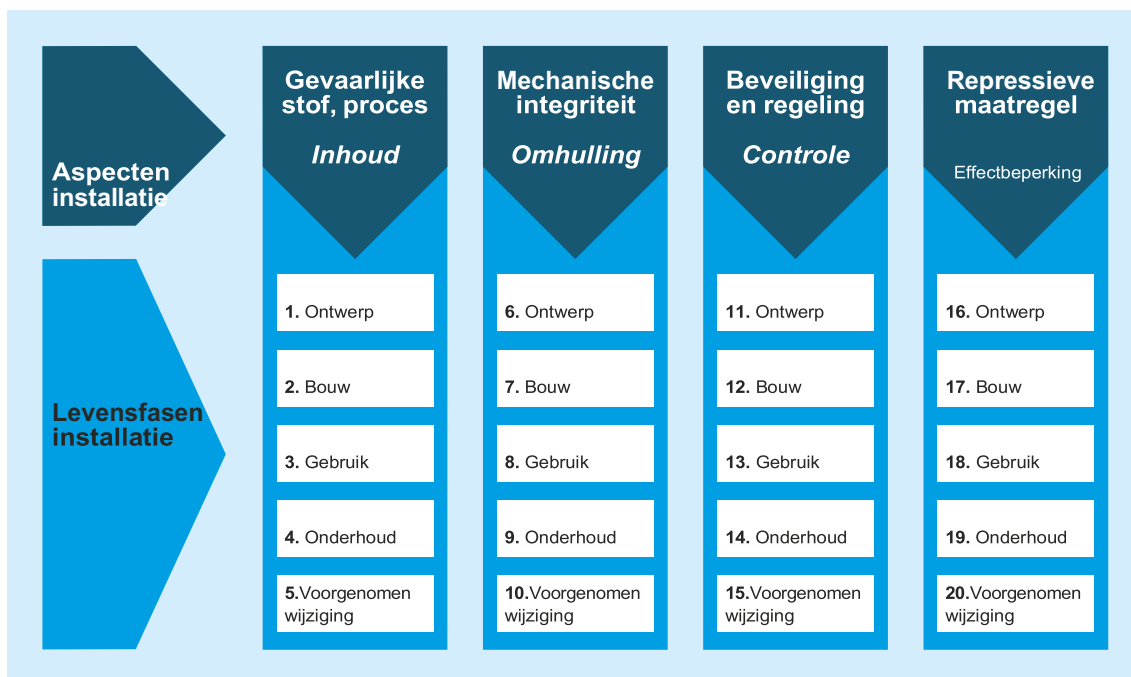 Aspecten
installatie
Gevaarlijke
stof, proces
Inhoud
Mechanische
integriteit
Omhulling
Beveiliging
en regeling
Controle
Repressieve
maatregel
Effectbeperking
Levensfasen
installatie
1. Ontwerp
2. Bouw
3. Gebruik
4. Onderhoud
5.Voorgenomen
wijziging
6. Ontwerp
7. Bouw
8. Gebruik
9. Onderhoud
10.Voorgenomen
wijziging
11. Ontwerp
12. Bouw
13. Gebruik
14. Onderhoud
15.Voorgenomen
wijziging
16. Ontwerp
17. Bouw
18. Gebruik
19. Onderhoud
20.Voorgenomen
wijziging